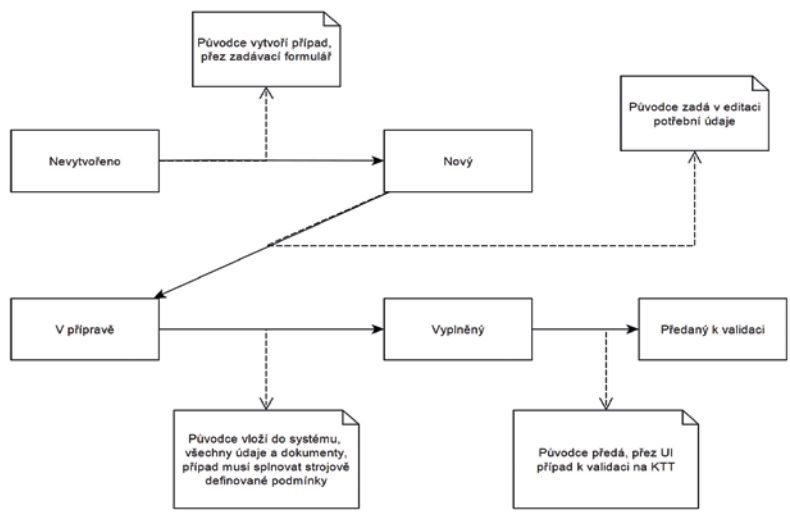 Původce vytvoří případ,
přez zadávací formulář
Původce zadá v editaci
potřební údaje
Nevytvořeno
Nový
V přípravě
Vyplněný
Předaný k validaci
Původce vloží do systému,
všechny údaje a dokumenty,
případ musí splnovat strojově
definované podmínky
Původce předá, přez UI
případ k validaci na KTT